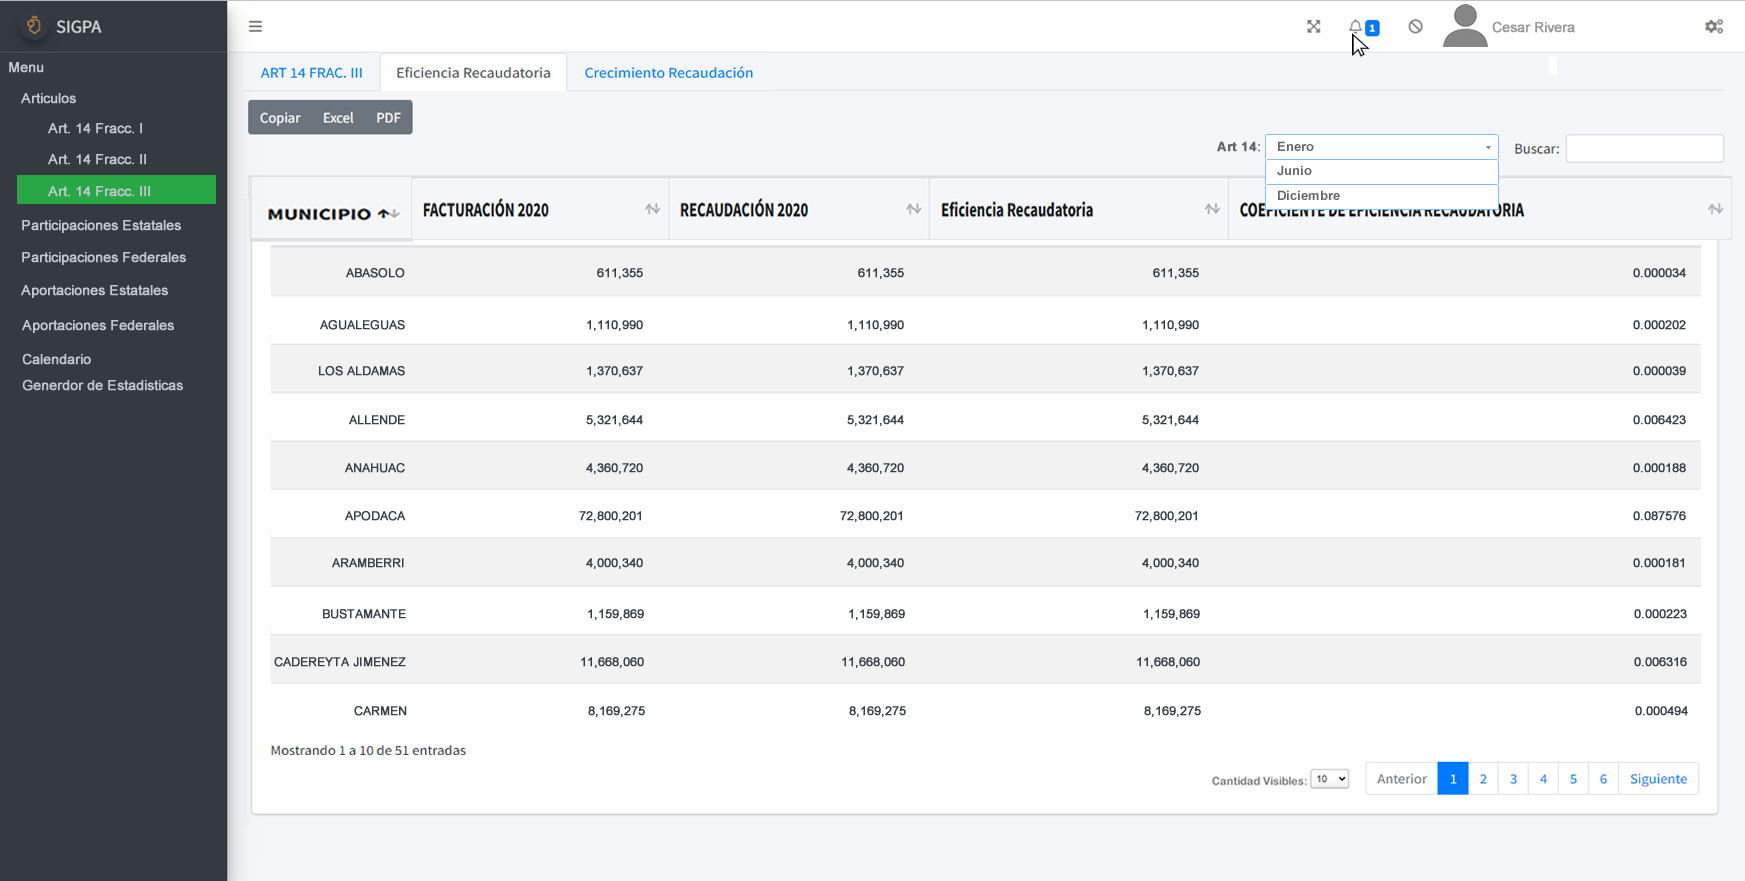 SIGPA
1
Cesar Rivera
Menu
Articulos
Art. 14 Fracc. I
Art. 14 Fracc. II
Art. 14 Fracc. III
Participaciones Estatales
Participaciones Federales
Aportaciones Estatales
Aportaciones Federales
Calendario
Generdor de Estadisticas
ART 14 FRAC. III Eficiencia Recaudatoria Crecimiento Recaudación
Copiar Excel PDF
Art 14: Enero Buscar:
Junio
Diciembre
MUNICIPIO FACTURACIÓN 2020 RECAUDACIÓN 2020 Eficiencia Recaudatoria COEFICIENTE DE EFICIENCIA RECAUDATORIA
ABASOLO 611,355 611,355 611,355 0.000034
AGUALEGUAS 1,110,990 1,110,990 1,110,990 0.000202
LOS ALDAMAS 1,370,637 1,370,637 1,370,637 0.000039
ALLENDE 5,321,644 5,321,644 5,321,644 0.006423
ANAHUAC 4,360,720 4,360,720 4,360,720 0.000188
APODACA 72,800,201 72,800,201 72,800,201 0.087576
ARAMBERRI 4,000,340 4,000,340 4,000,340 0.000181
BUSTAMANTE 1,159,869 1,159,869 1,159,869 0.000223
CADEREYTA JIMENEZ 11,668,060 11,668,060 11,668,060 0.006316
CARMEN 8,169,275 8,169,275 8,169,275 0.000494
Mostrando 1 a 10 de 51 entradas
Cantidad Visibles: 10 Anterior 1 2 3 4 5 6 Siguiente